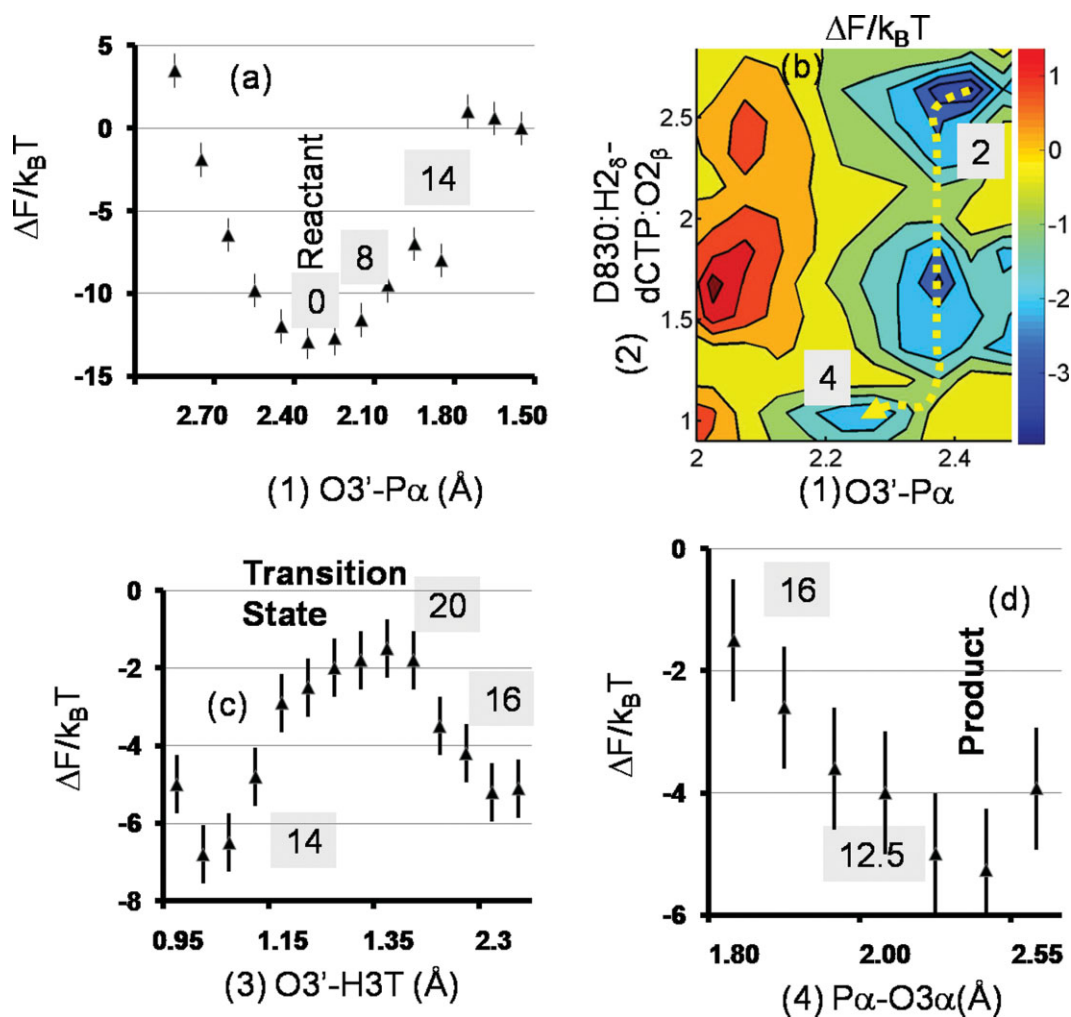 (a)
ΔF/kBT
5
0
-5
-10
-15
Reactant
0
8
14
2.70 2.40 2.10 1.80 1.50
(1) O3'-Pα (Å)
ΔF/kBT
(b)
(2) D830:H2δ-
dCTP:O2β
2.5
2
1.5
1
2
4
2 2.2 2.4
(1)O3'-Pα
1
0
-1
-2
-3
Transition
State
(c)
ΔF/kBT
0
-2
-4
-6
-8
20
16
14
0.95 1.15 1.35 2.3
(3) O3'-H3T (Å)
(d)
ΔF/kBT
0
-2
-4
-6
16
12.5
Product
1.80 2.00 2.55
(4) Pα-O3α(Å)